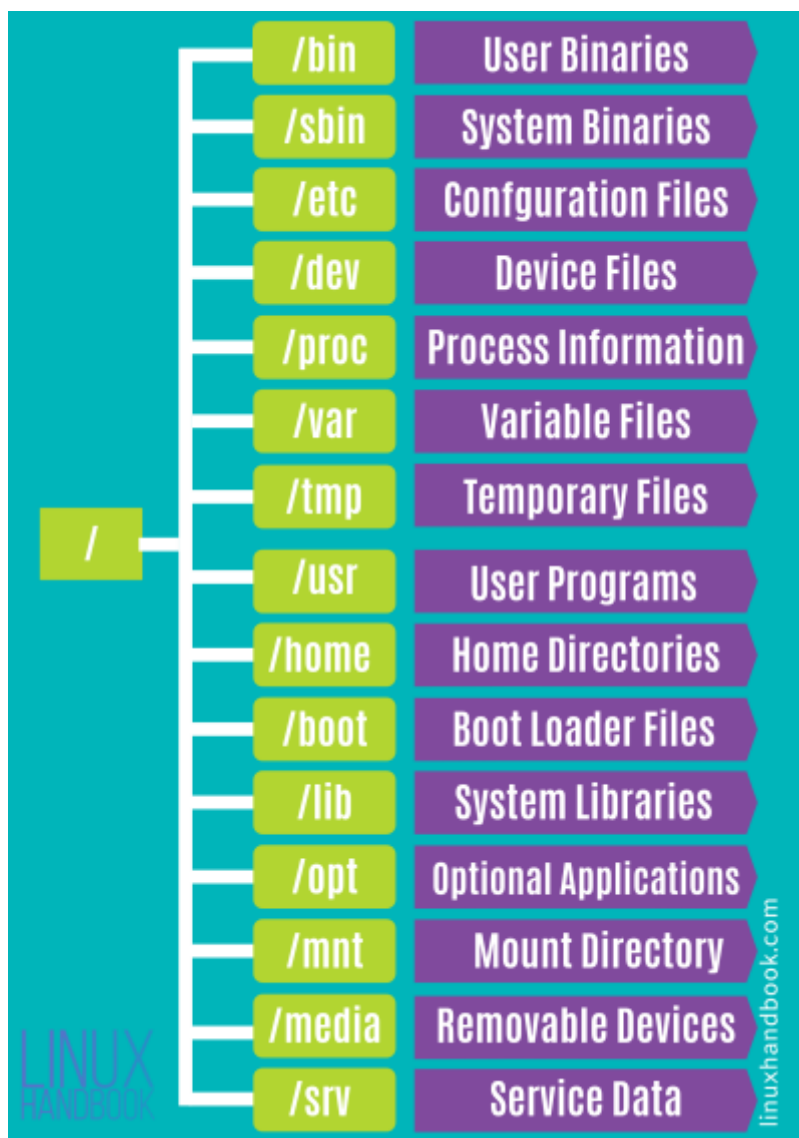 /bin User Binaries
/sbin System Binaries
/etc Confguration Files
/dev Device Files
/proc Process Information
/var Variable Files
/tmp Temporary Files
/
/usr User Programs
/home Home Directories
/boot Boot Loader Files
/lib System Libraries
/opt Optional Applications
/mnt Mount Directory
/media Removable Devices
/srv Service Data
LINUX
HANDBOOK
linuxhandbook.com